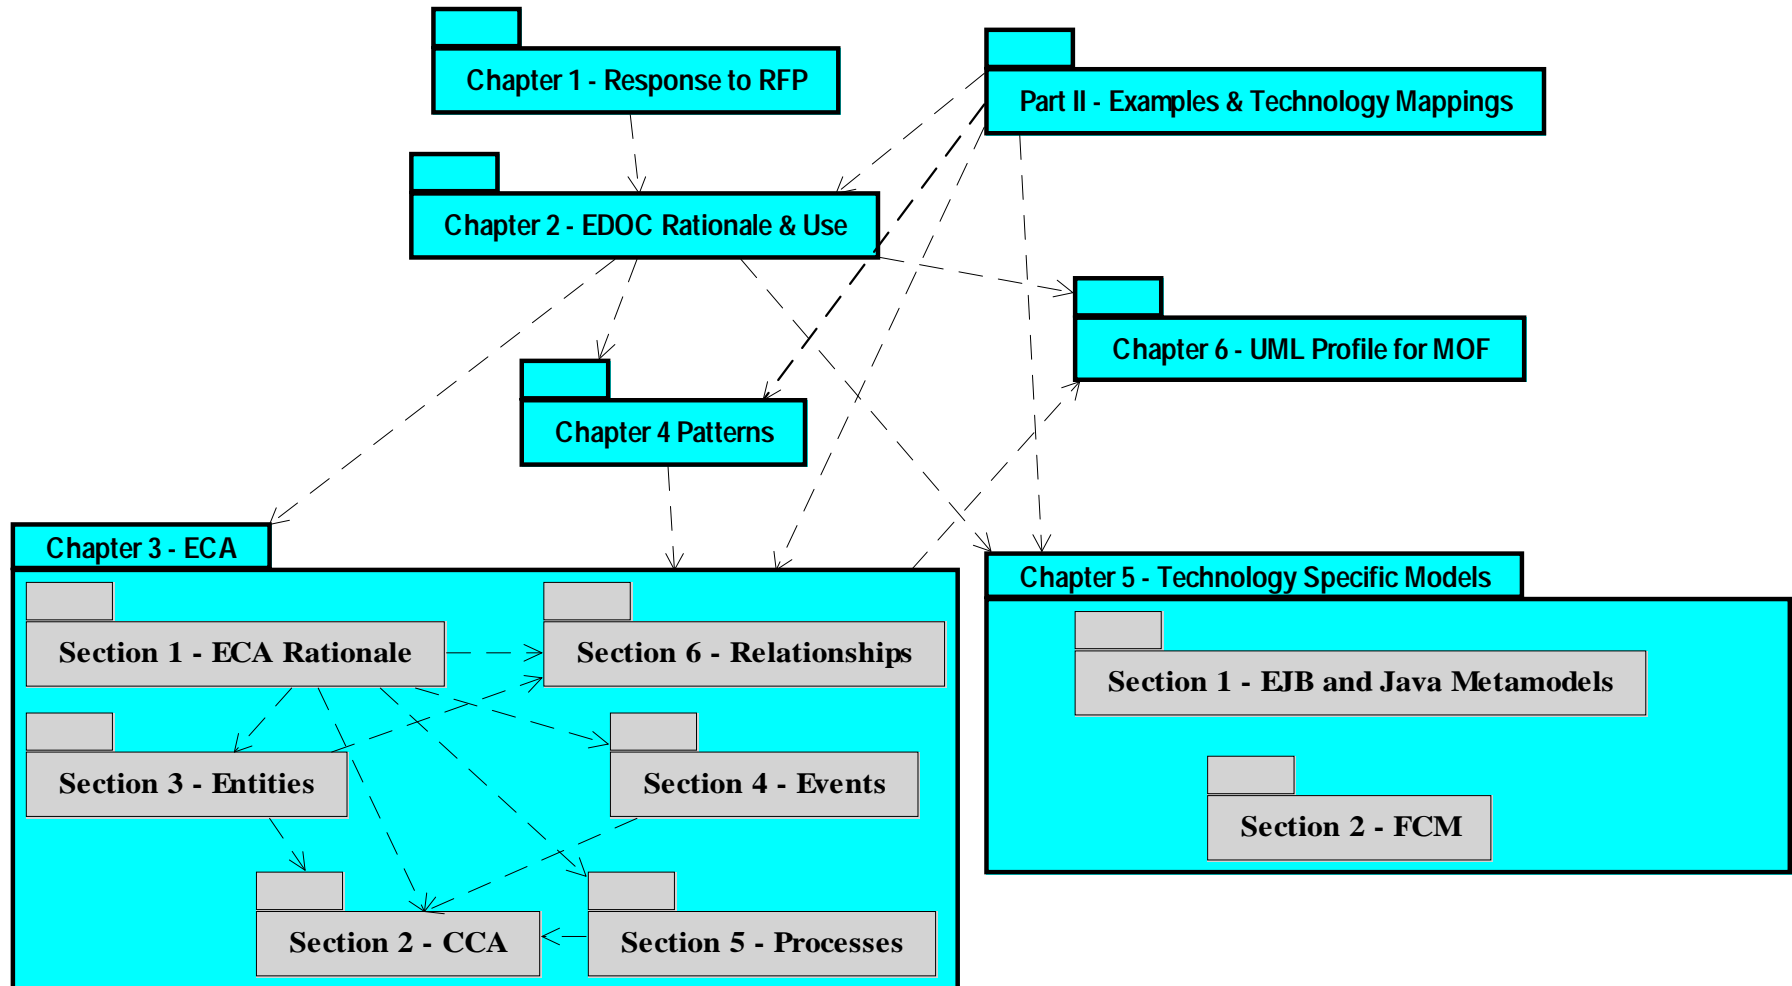 Chapter 1 - Response to RFP
Part II - Examples & Technology Mappings
Chapter 2 - EDOC Rationale & Use
Chapter 6 - UML Profile for MOF
Chapter 4 Patterns
Chapter 3 - ECA
Chapter 5 - Technology Specific Models
Section 1 - ECA Rationale
Section 6 - Relationships
Section 1 - EJB and Java Metamodels
Section 3 - Entities
Section 4 - Events
Section 2 - FCM
Section 2 - CCA
Section 5 - Processes